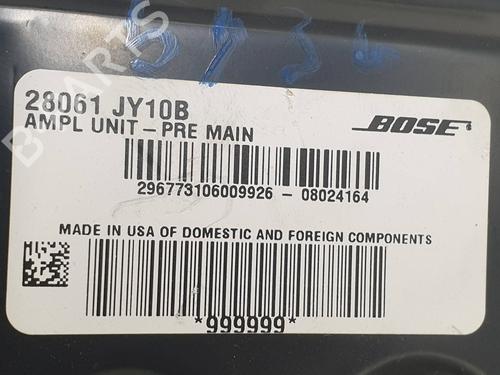 28061 JY10B
AMPL UNIT – PRE MAIN
BOSE
296773106009926 – 08024164
MADE IN USA OF DOMESTIC AND FOREIGN COMPONENTS
*999999*